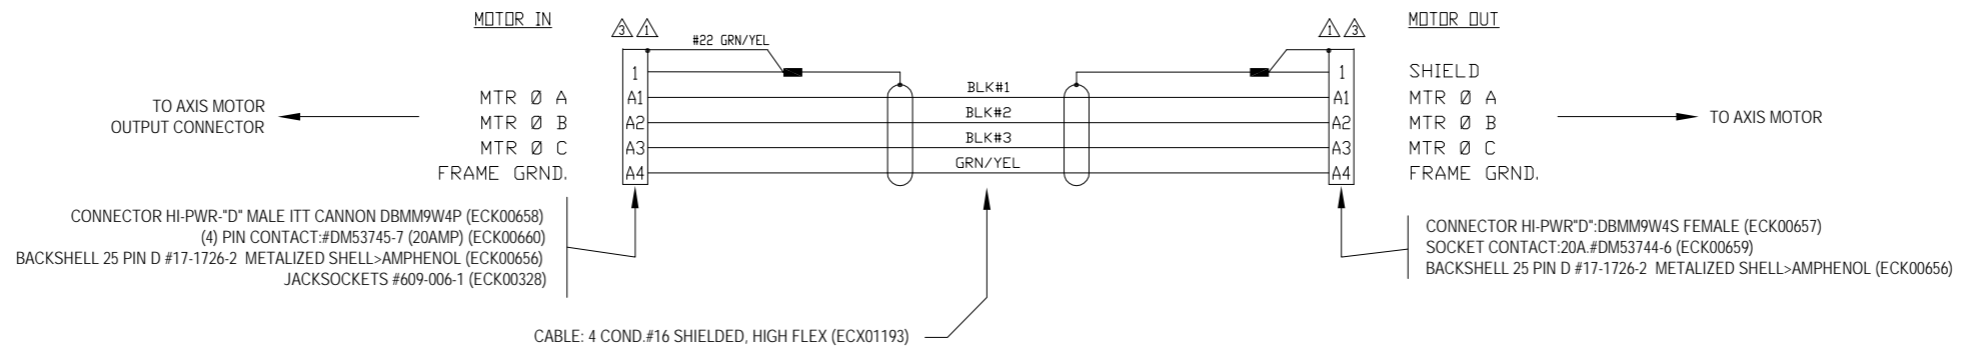 MOTOR IN
3 1
#22 GRN/YEL
1 3
MOTOR OUT
1
1
SHIELD
MTR Ø A
A1
BLK#1
A1
MTR Ø A
MTR Ø B
A2
BLK#2
A2
MTR Ø B
MTR Ø C
A3
BLK#3
A3
MTR Ø C
FRAME GRND.
A4
GRN/YEL
A4
FRAME GRND.
TO AXIS MOTOR
OUTPUT CONNECTOR
TO AXIS MOTOR
CONNECTOR HI-PWR-"D" MALE ITT CANNON DBMM9W4P (ECK00658)
(4) PIN CONTACT:#DM53745-7 (20AMP) (ECK00660)
BACKSHELL 25 PIN D #17-1726-2 METALIZED SHELL>AMPHENOL (ECK00656)
JACKSOCKETS #609-006-1 (ECK00328)
CONNECTOR HI-PWR"D":DBMM9W4S FEMALE (ECK00657)
SOCKET CONTACT:20A.#DM53744-6 (ECK00659)
BACKSHELL 25 PIN D #17-1726-2 METALIZED SHELL>AMPHENOL (ECK00656)
CABLE: 4 COND.#16 SHIELDED, HIGH FLEX (ECX01193)